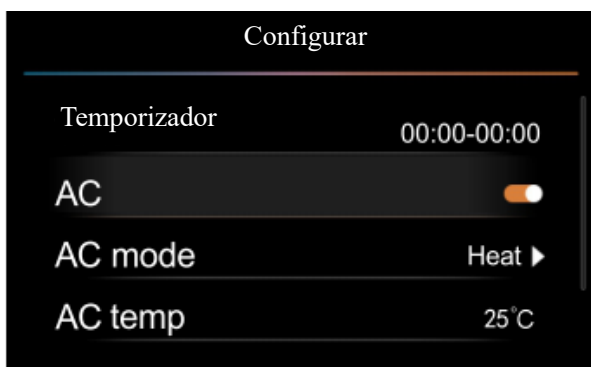 Configurar
Temporizador 00:00-00:00
AC
AC mode Heat
AC temp 25°C